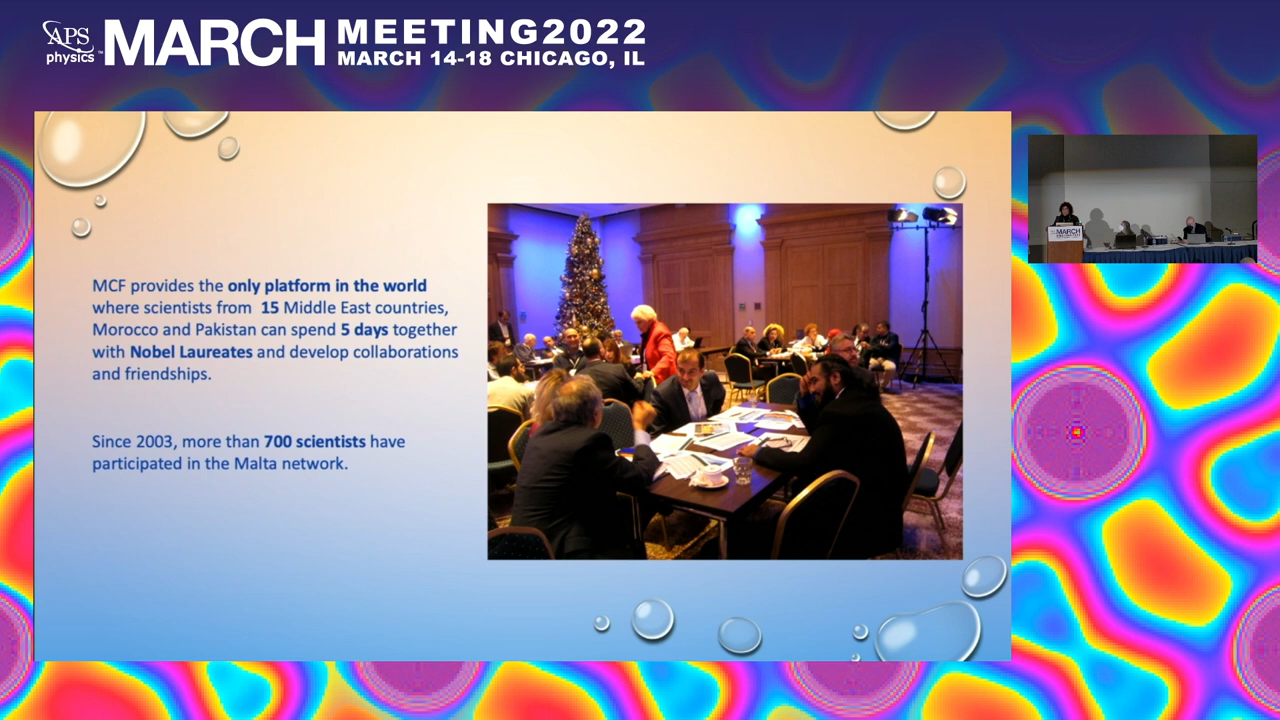 APS
physics
MARCH
MEETING2022
MARCH 14-18 CHICAGO, IL
MCF provides the only platform in the world
where scientists from 15 Middle East countries,
Morocco and Pakistan can spend 5 days together
with Nobel Laureates and develop collaborations
and friendships.
Since 2003, more than 700 scientists have
participated in the Malta network.
MARCH